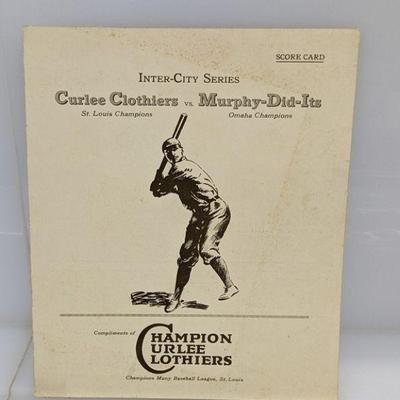 SCORE CARD
INTER-CITY SERIES
Curlee Clothiers vs. Murphy-Did-Its
St. Louis Champions Omaha Champions
Compliments of CHAMPION
CURLEE
CLOTHIERS
Champions Muny Baseball League, St. Louis